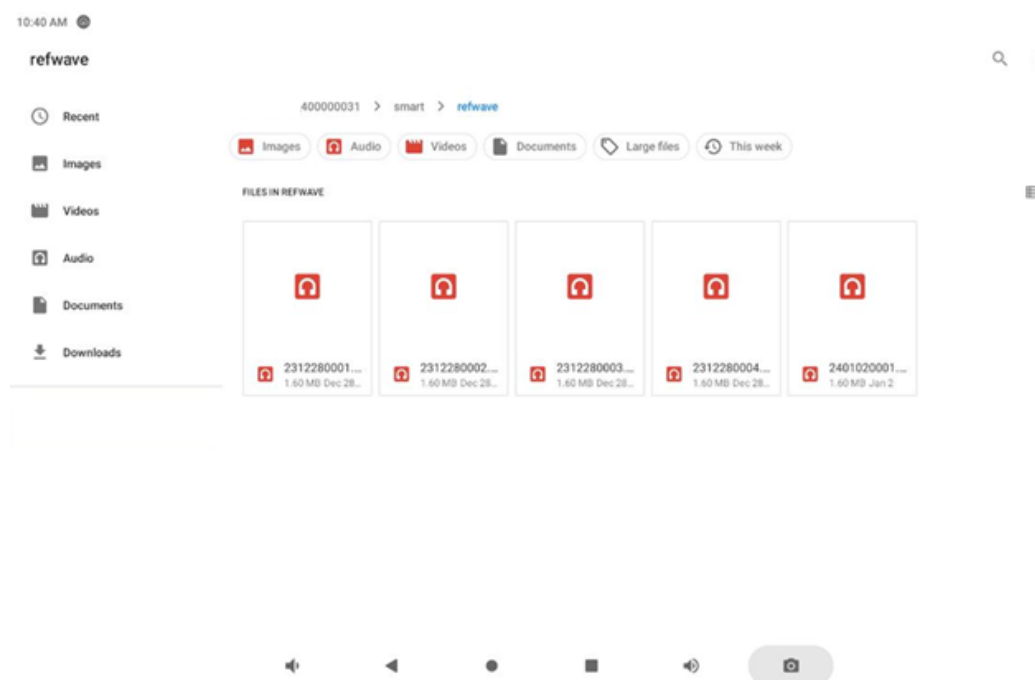 10:40 AM
refwave
Recent
Images
Videos
Audio
Documents
Downloads
400000031 > smart > refwave
Images Audio Videos Documents Large files This week
FILES IN REFWAVE
2312280001.... 2312280002.... 2312280003.... 2312280004.... 2401020001....
1.60 MB Dec 28... 1.60 MB Dec 28... 1.60 MB Dec 28... 1.60 MB Dec 28... 1.60 MB Jan 2